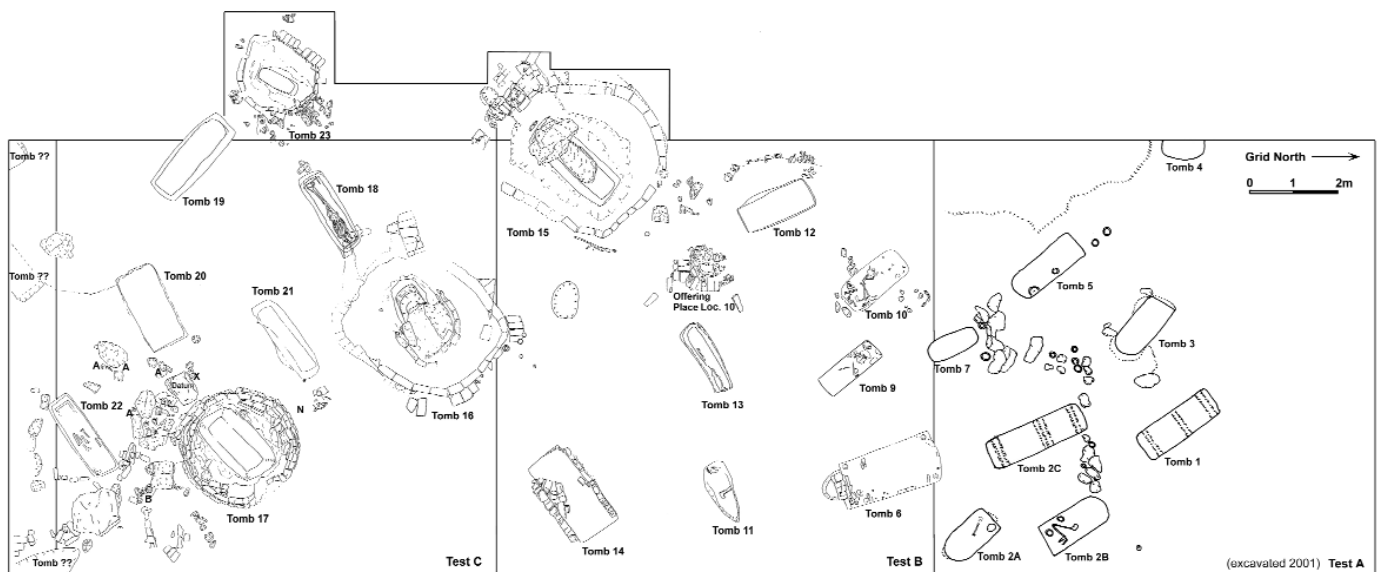 Tomb 23
Tomb ??
Tomb 19
Tomb 18
Tomb 4
Grid North
0 1 2m
Tomb 15
Tomb 12
Tomb ??
Tomb 20
Tomb 21
Offering
Place Loc. 10
Tomb 10
Tomb 5
Tomb 3
A
A
A
X
Datum
Tomb 22
A
N
Tomb 16
Tomb 13
Tomb 9
Tomb 7
B
Tomb 17
Tomb 14
Tomb 11
Tomb 6
Tomb 2C
Tomb 1
Tomb 2A
Tomb 2B
Tomb ??
Test C
Test B
(excavated 2001) Test A